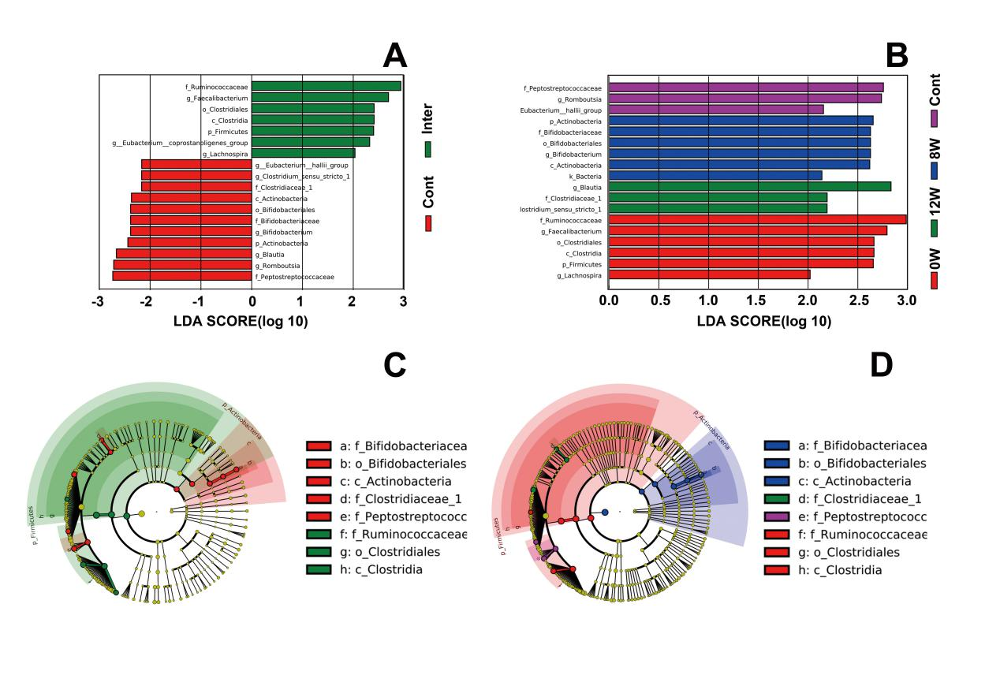 A
f_Ruminococcaceae
g_Faecalibacterium
o_Clostridiales
c_Clostridia
p_Firmicutes
g__Eubacterium__coprostanoligenes_group
g_Lachnospira
g__Eubacterium__hallii_group
g_Clostridium_sensu_stricto_1
f_Clostridiaceae_1
c_Actinobacteria
o_Bifidobacteriales
f_Bifidobacteriaceae
g_Bifidobacterium
p_Actinobacteria
g_Blautia
g_Romboutsia
f_Peptostreptococcaceae
-3 -2 -1 0 1 2 3
LDA SCORE(log 10)
Cont Inter
B
f_Peptostreptococcaceae
g_Romboutsia
Eubacterium__hallii_group
p_Actinobacteria
f_Bifidobacteriaceae
o_Bifidobacteriales
g_Bifidobacterium
c_Actinobacteria
k_Bacteria
g_Blautia
f_Clostridiaceae_1
lostridium_sensu_stricto_1
f_Ruminococcaceae
g_Faecalibacterium
o_Clostridiales
c_Clostridia
p_Firmicutes
g_Lachnospira
0.0 0.5 1.0 1.5 2.0 2.5 3.0
LDA SCORE(log 10)
0W 12W 8W Cont
C
p_Actinobacteria
c
p_Firmicutes
h
g
a: f_Bifidobacteriacea
b: o_Bifidobacteriales
c: c_Actinobacteria
d: f_Clostridiaceae_1
e: f_Peptostreptococc
f: f_Ruminococcaceae
g: o_Clostridiales
h: c_Clostridia
D
p_Actinobacteria
c
p_Firmicutes
h
g
a: f_Bifidobacteriacea
b: o_Bifidobacteriales
c: c_Actinobacteria
d: f_Clostridiaceae_1
e: f_Peptostreptococc
f: f_Ruminococcaceae
g: o_Clostridiales
h: c_Clostridia